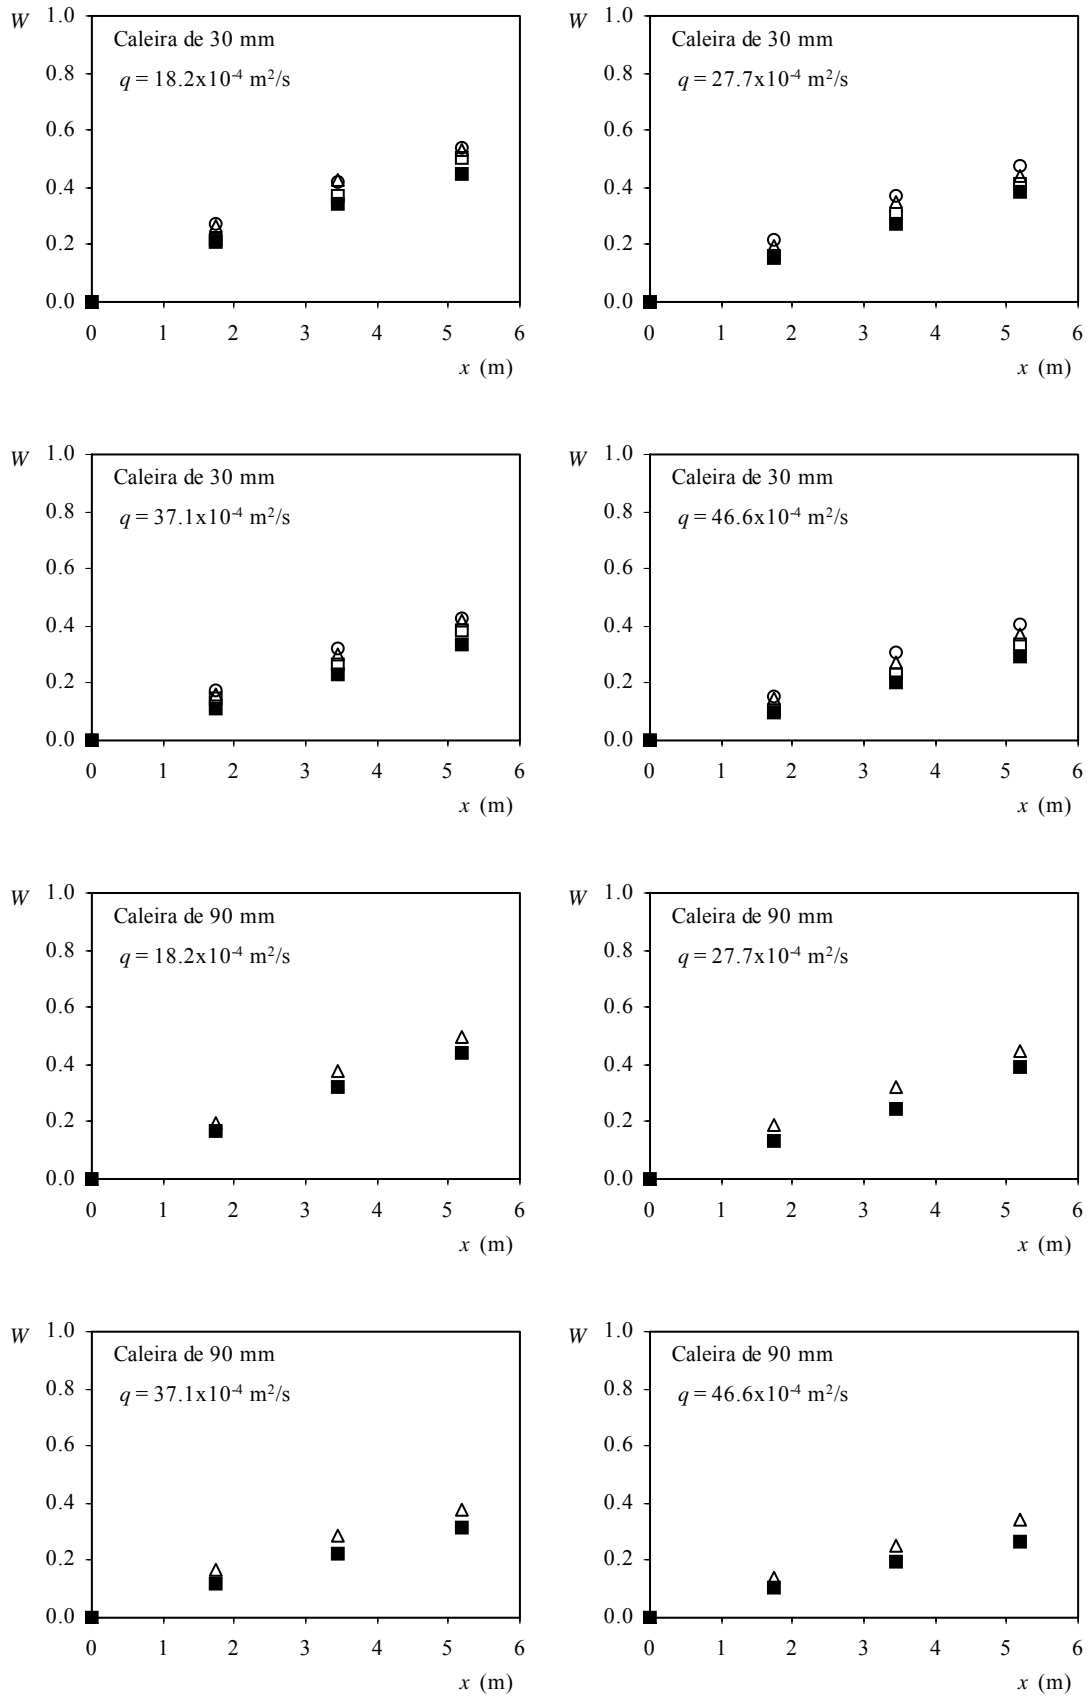 W
1.0
0.8
0.6
0.4
0.2
0.0
Caleira de 30 mm
q = 18.2x10-4 m2/s
0 1 2 3 4 5 6
x (m)
W
1.0
0.8
0.6
0.4
0.2
0.0
Caleira de 30 mm
q = 27.7x10-4 m2/s
0 1 2 3 4 5 6
x (m)
W
1.0
0.8
0.6
0.4
0.2
0.0
Caleira de 30 mm
q = 37.1x10-4 m2/s
0 1 2 3 4 5 6
x (m)
W
1.0
0.8
0.6
0.4
0.2
0.0
Caleira de 30 mm
q = 46.6x10-4 m2/s
0 1 2 3 4 5 6
x (m)
W
1.0
0.8
0.6
0.4
0.2
0.0
Caleira de 90 mm
q = 18.2x10-4 m2/s
0 1 2 3 4 5 6
x (m)
W
1.0
0.8
0.6
0.4
0.2
0.0
Caleira de 90 mm
q = 27.7x10-4 m2/s
0 1 2 3 4 5 6
x (m)
W
1.0
0.8
0.6
0.4
0.2
0.0
Caleira de 90 mm
q = 37.1x10-4 m2/s
0 1 2 3 4 5 6
x (m)
W
1.0
0.8
0.6
0.4
0.2
0.0
Caleira de 90 mm
q = 46.6x10-4 m2/s
0 1 2 3 4 5 6
x (m)